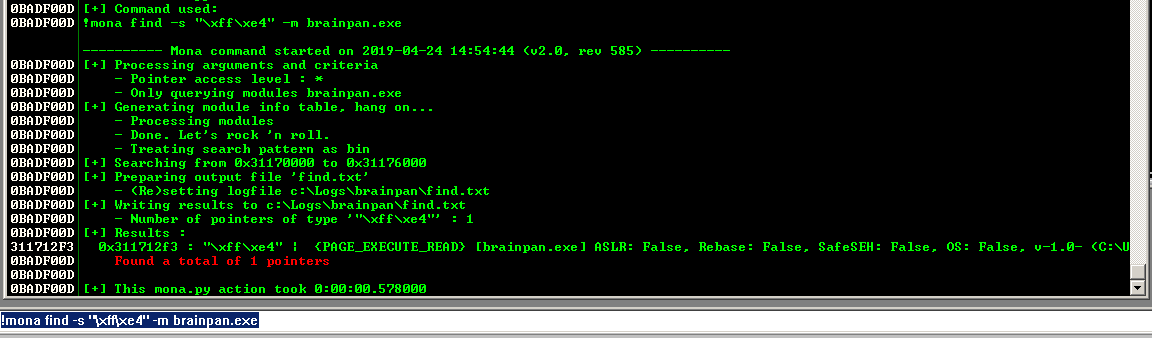 0BADF00D [+] Command used:
0BADF00D !mona find -s "\xff\xe4" -m brainpan.exe
---------- Mona command started on 2019-04-24 14:54:44 (v2.0, rev 585) ----------
0BADF00D [+] Processing arguments and criteria
0BADF00D - Pointer access level : *
0BADF00D - Only querying modules brainpan.exe
0BADF00D [+] Generating module info table, hang on...
0BADF00D - Processing modules
0BADF00D - Done. Let's rock 'n roll.
0BADF00D - Treating search pattern as bin
0BADF00D [+] Searching from 0x31170000 to 0x31176000
0BADF00D [+] Preparing output file 'find.txt'
0BADF00D - (Re)setting logfile c:\Logs\brainpan\find.txt
0BADF00D [+] Writing results to c:\Logs\brainpan\find.txt
0BADF00D - Number of pointers of type '"\xff\xe4"' : 1
0BADF00D [+] Results :
311712F3 0x311712f3 : "\xff\xe4" | {PAGE_EXECUTE_READ} [brainpan.exe] ASLR: False, Rebase: False, SafeSEH: False, OS: False, v-1.0- (C:\U
0BADF00D Found a total of 1 pointers
0BADF00D
0BADF00D [+] This mona.py action took 0:00:00.578000
!mona find -s "\xff\xe4" -m brainpan.exe